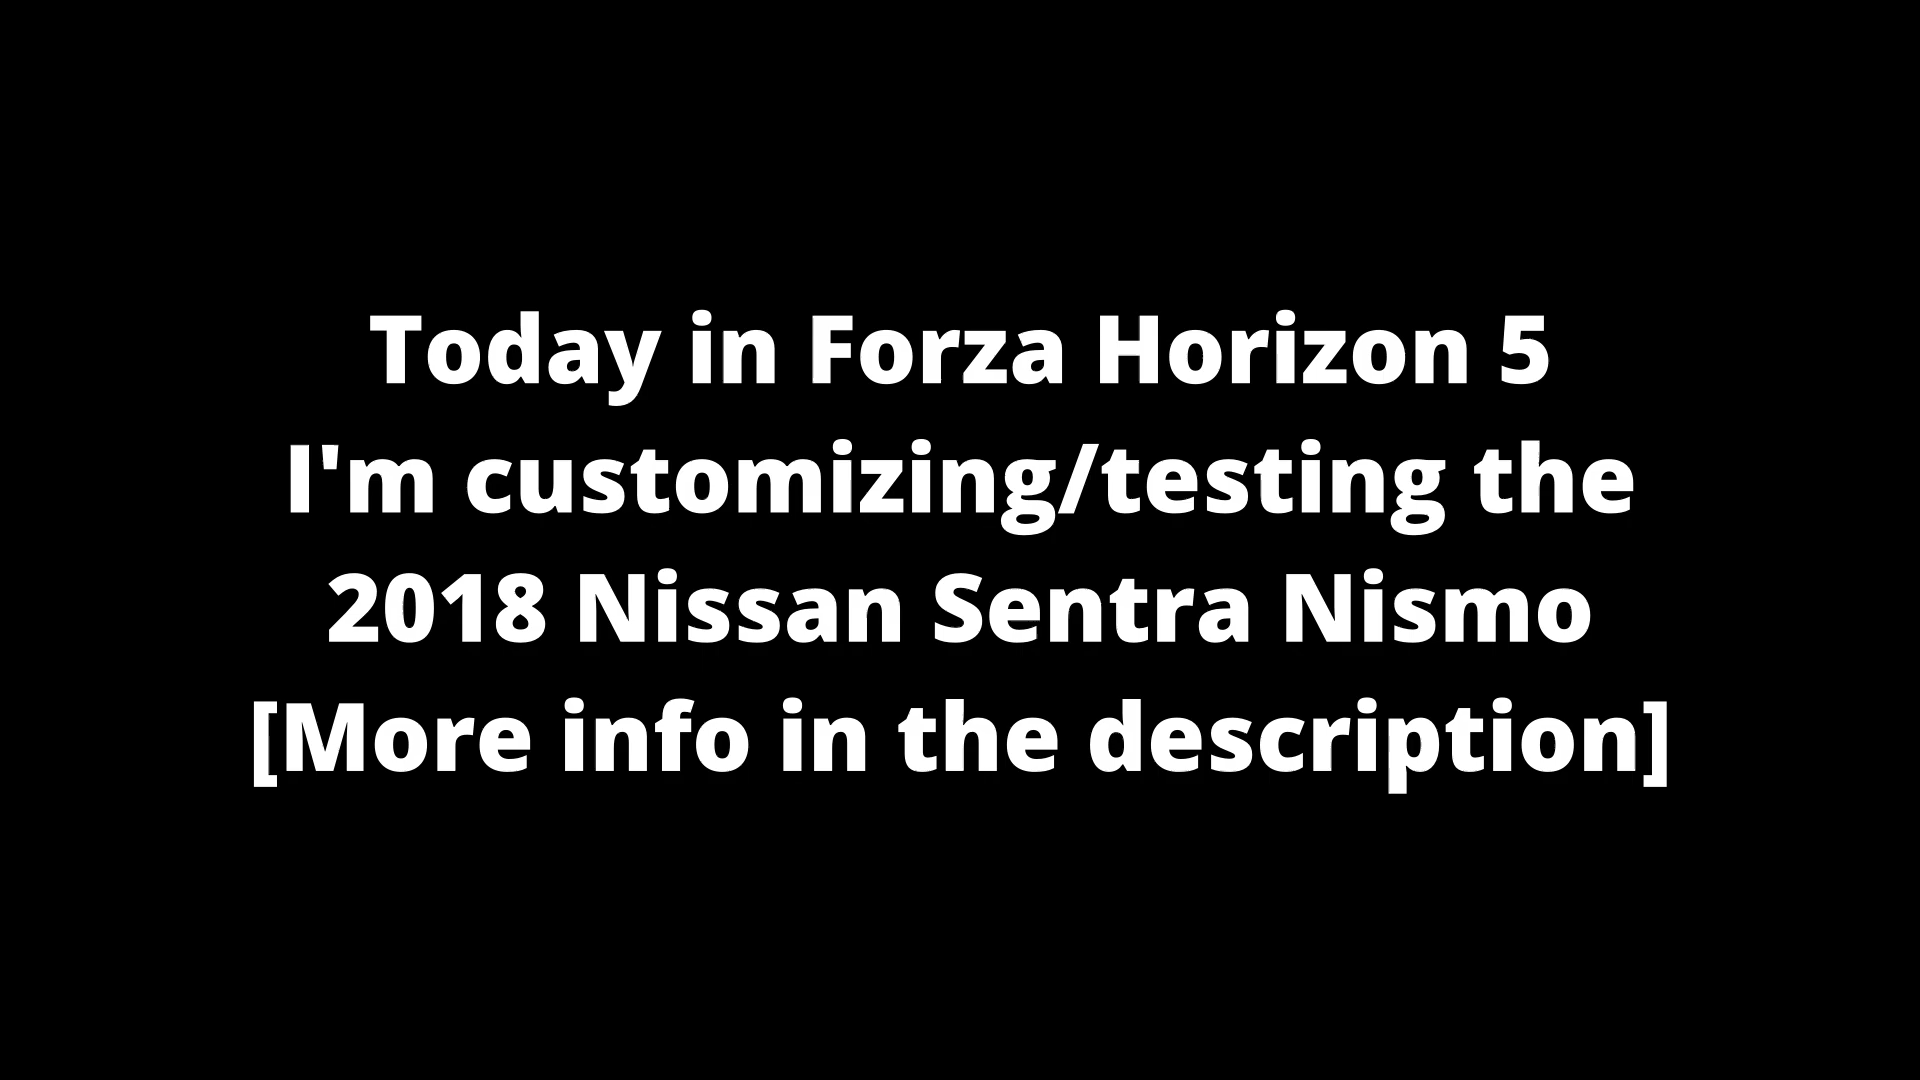 Today in Forza Horizon 5
I'm customizing/testing the
2018 Nissan Sentra Nismo
[More info in the description]